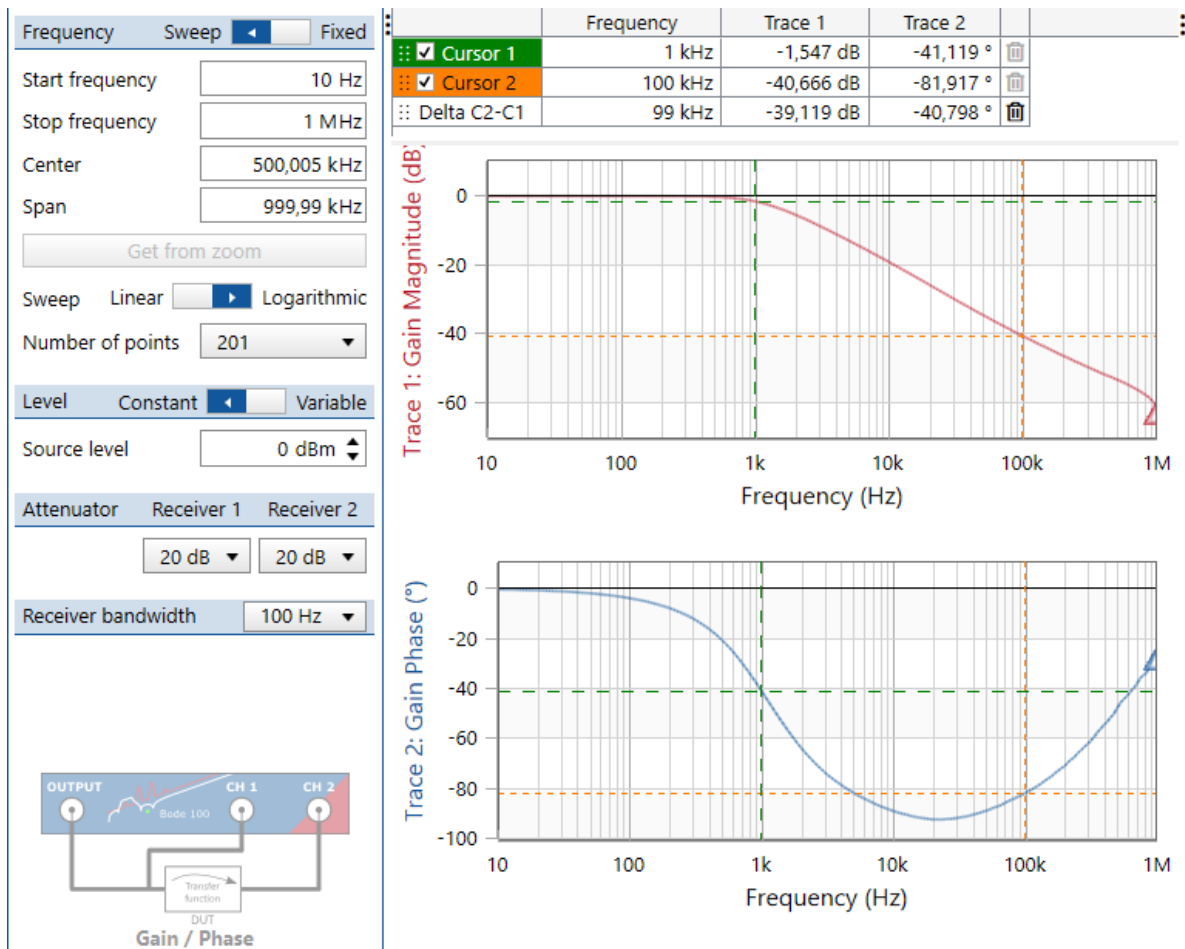 Frequency Sweep Fixed
Start frequency 10 Hz
Stop frequency 1 MHz
Center 500,005 kHz
Span 999,99 kHz
Get from zoom
Sweep Linear Logarithmic
Number of points 201
Level Constant Variable
Source level 0 dBm
Attenuator Receiver 1 Receiver 2
20 dB 20 dB
Receiver bandwidth 100 Hz
OUTPUT CH 1 CH 2
Bode 100
Transfer
function
DUT
Gain / Phase
Frequency Trace 1 Trace 2
Cursor 1 1 kHz -1,547 dB -41,119 °
Cursor 2 100 kHz -40,666 dB -81,917 °
Delta C2-C1 99 kHz -39,119 dB -40,798 °
Trace 1: Gain Magnitude (dB)
0
-20
-40
-60
10 100 1k 10k 100k 1M
Frequency (Hz)
Trace 2: Gain Phase (°)
0
-20
-40
-60
-80
-100
10 100 1k 10k 100k 1M
Frequency (Hz)